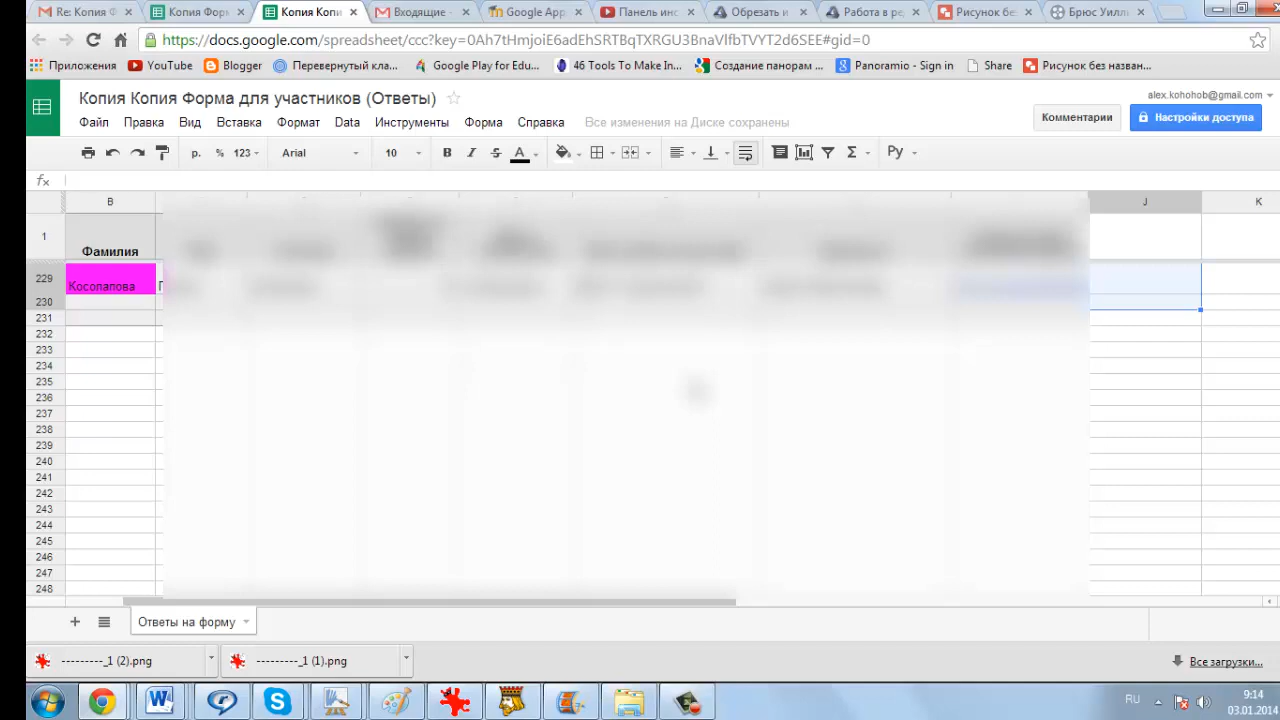 Re: Копия Ф
Копия Форм
Копия Копи
Входящие -
Google App
Панель инс
Обрезать и
Работа в ре
Рисунок бе
Брюс Уилл
https://docs.google.com/spreadsheet/ccc?key=0Ah7tHmjoiE6adEhSRTBqTXRGU3BnaVlfbTVYT2d6SEE#gid=0
Приложения
YouTube
Blogger
Перевернутый кла...
Google Play for Edu...
46 Tools To Make In...
Создание панорам ...
Panoramio - Sign in
Share
Рисунок без назван...
Копия Копия Форма для участников (Ответы)
alex.kohohob@gmail.com
Файл Правка Вид Вставка Формат Data Инструменты Форма Справка
Все изменения на Диске сохранены
Комментарии
Настройки доступа
р. % 123 Arial 10 B I S A Σ Ру
fx
B J K
1 Фамилия
229 Косолапова
230
231
232
233
234
235
236
237
238
239
240
241
242
243
244
245
246
247
248
+ Ответы на форму
---------_1 (2).png
---------_1 (1).png
Все загрузки...
RU
9:14
03.01.2014